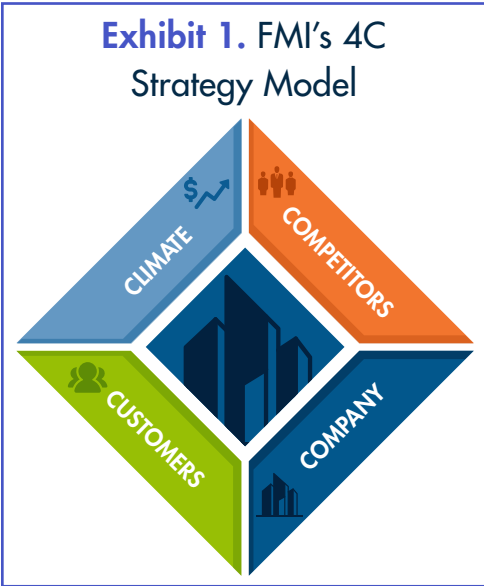 Exhibit 1. FMI's 4C
Strategy Model
$
CLIMATE
COMPETITORS
CUSTOMERS
COMPANY